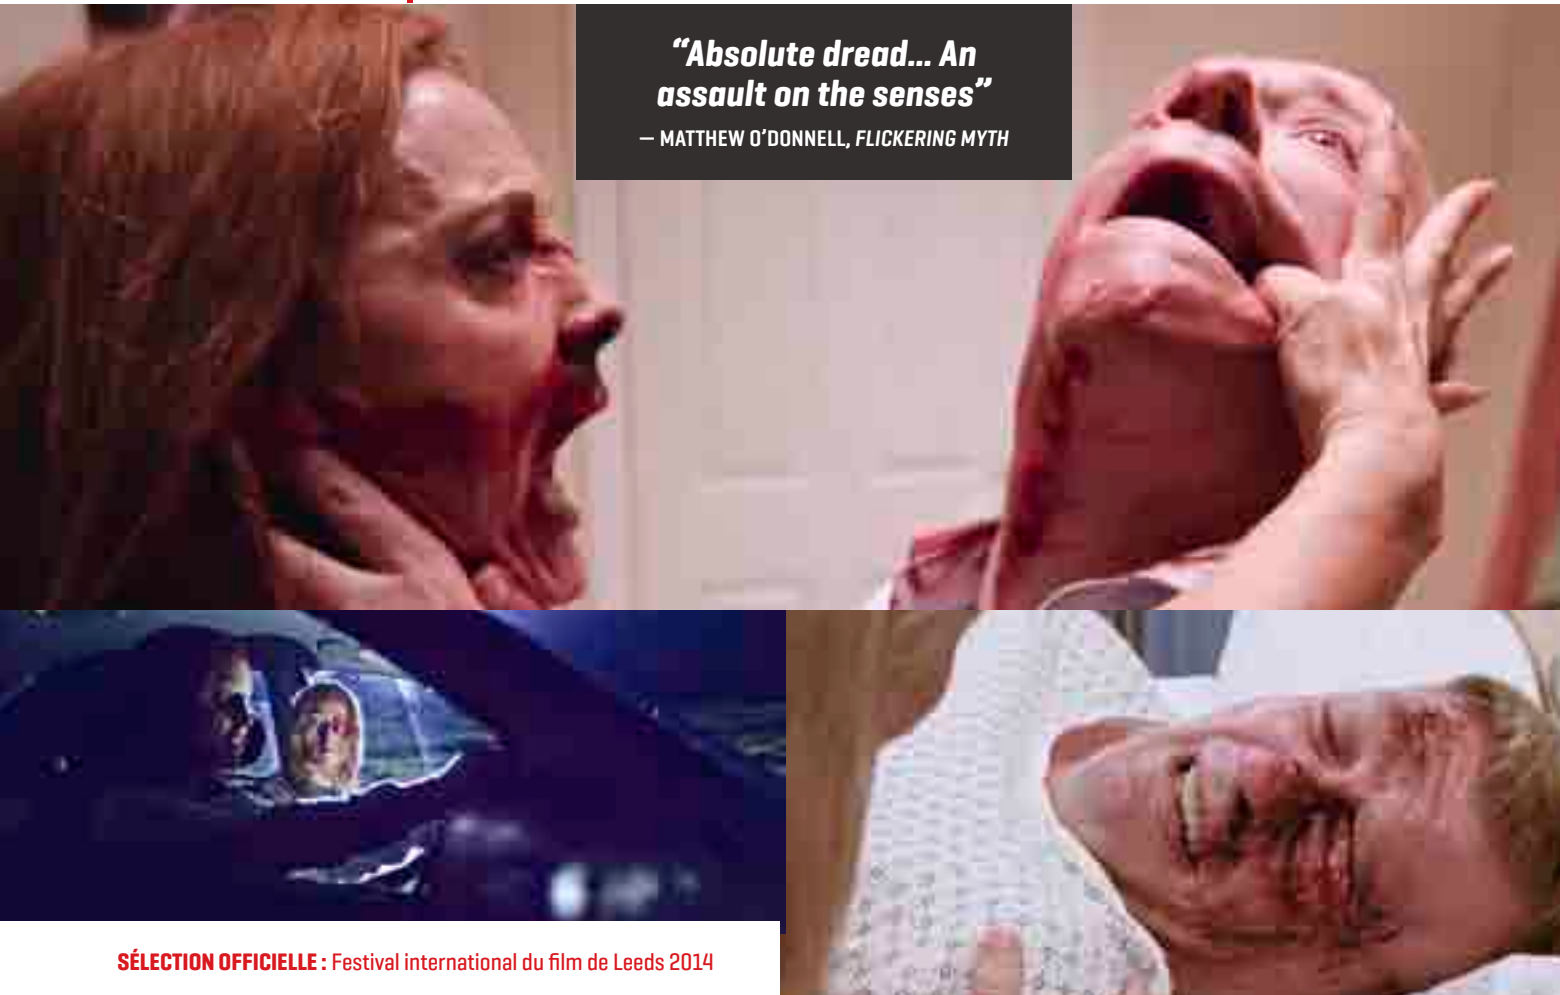 “Absolute dread... An
assault on the senses”
— MATTHEW O’DONNELL, FLICKERING MYTH
SÉLECTION OFFICIELLE : Festival international du film de Leeds 2014